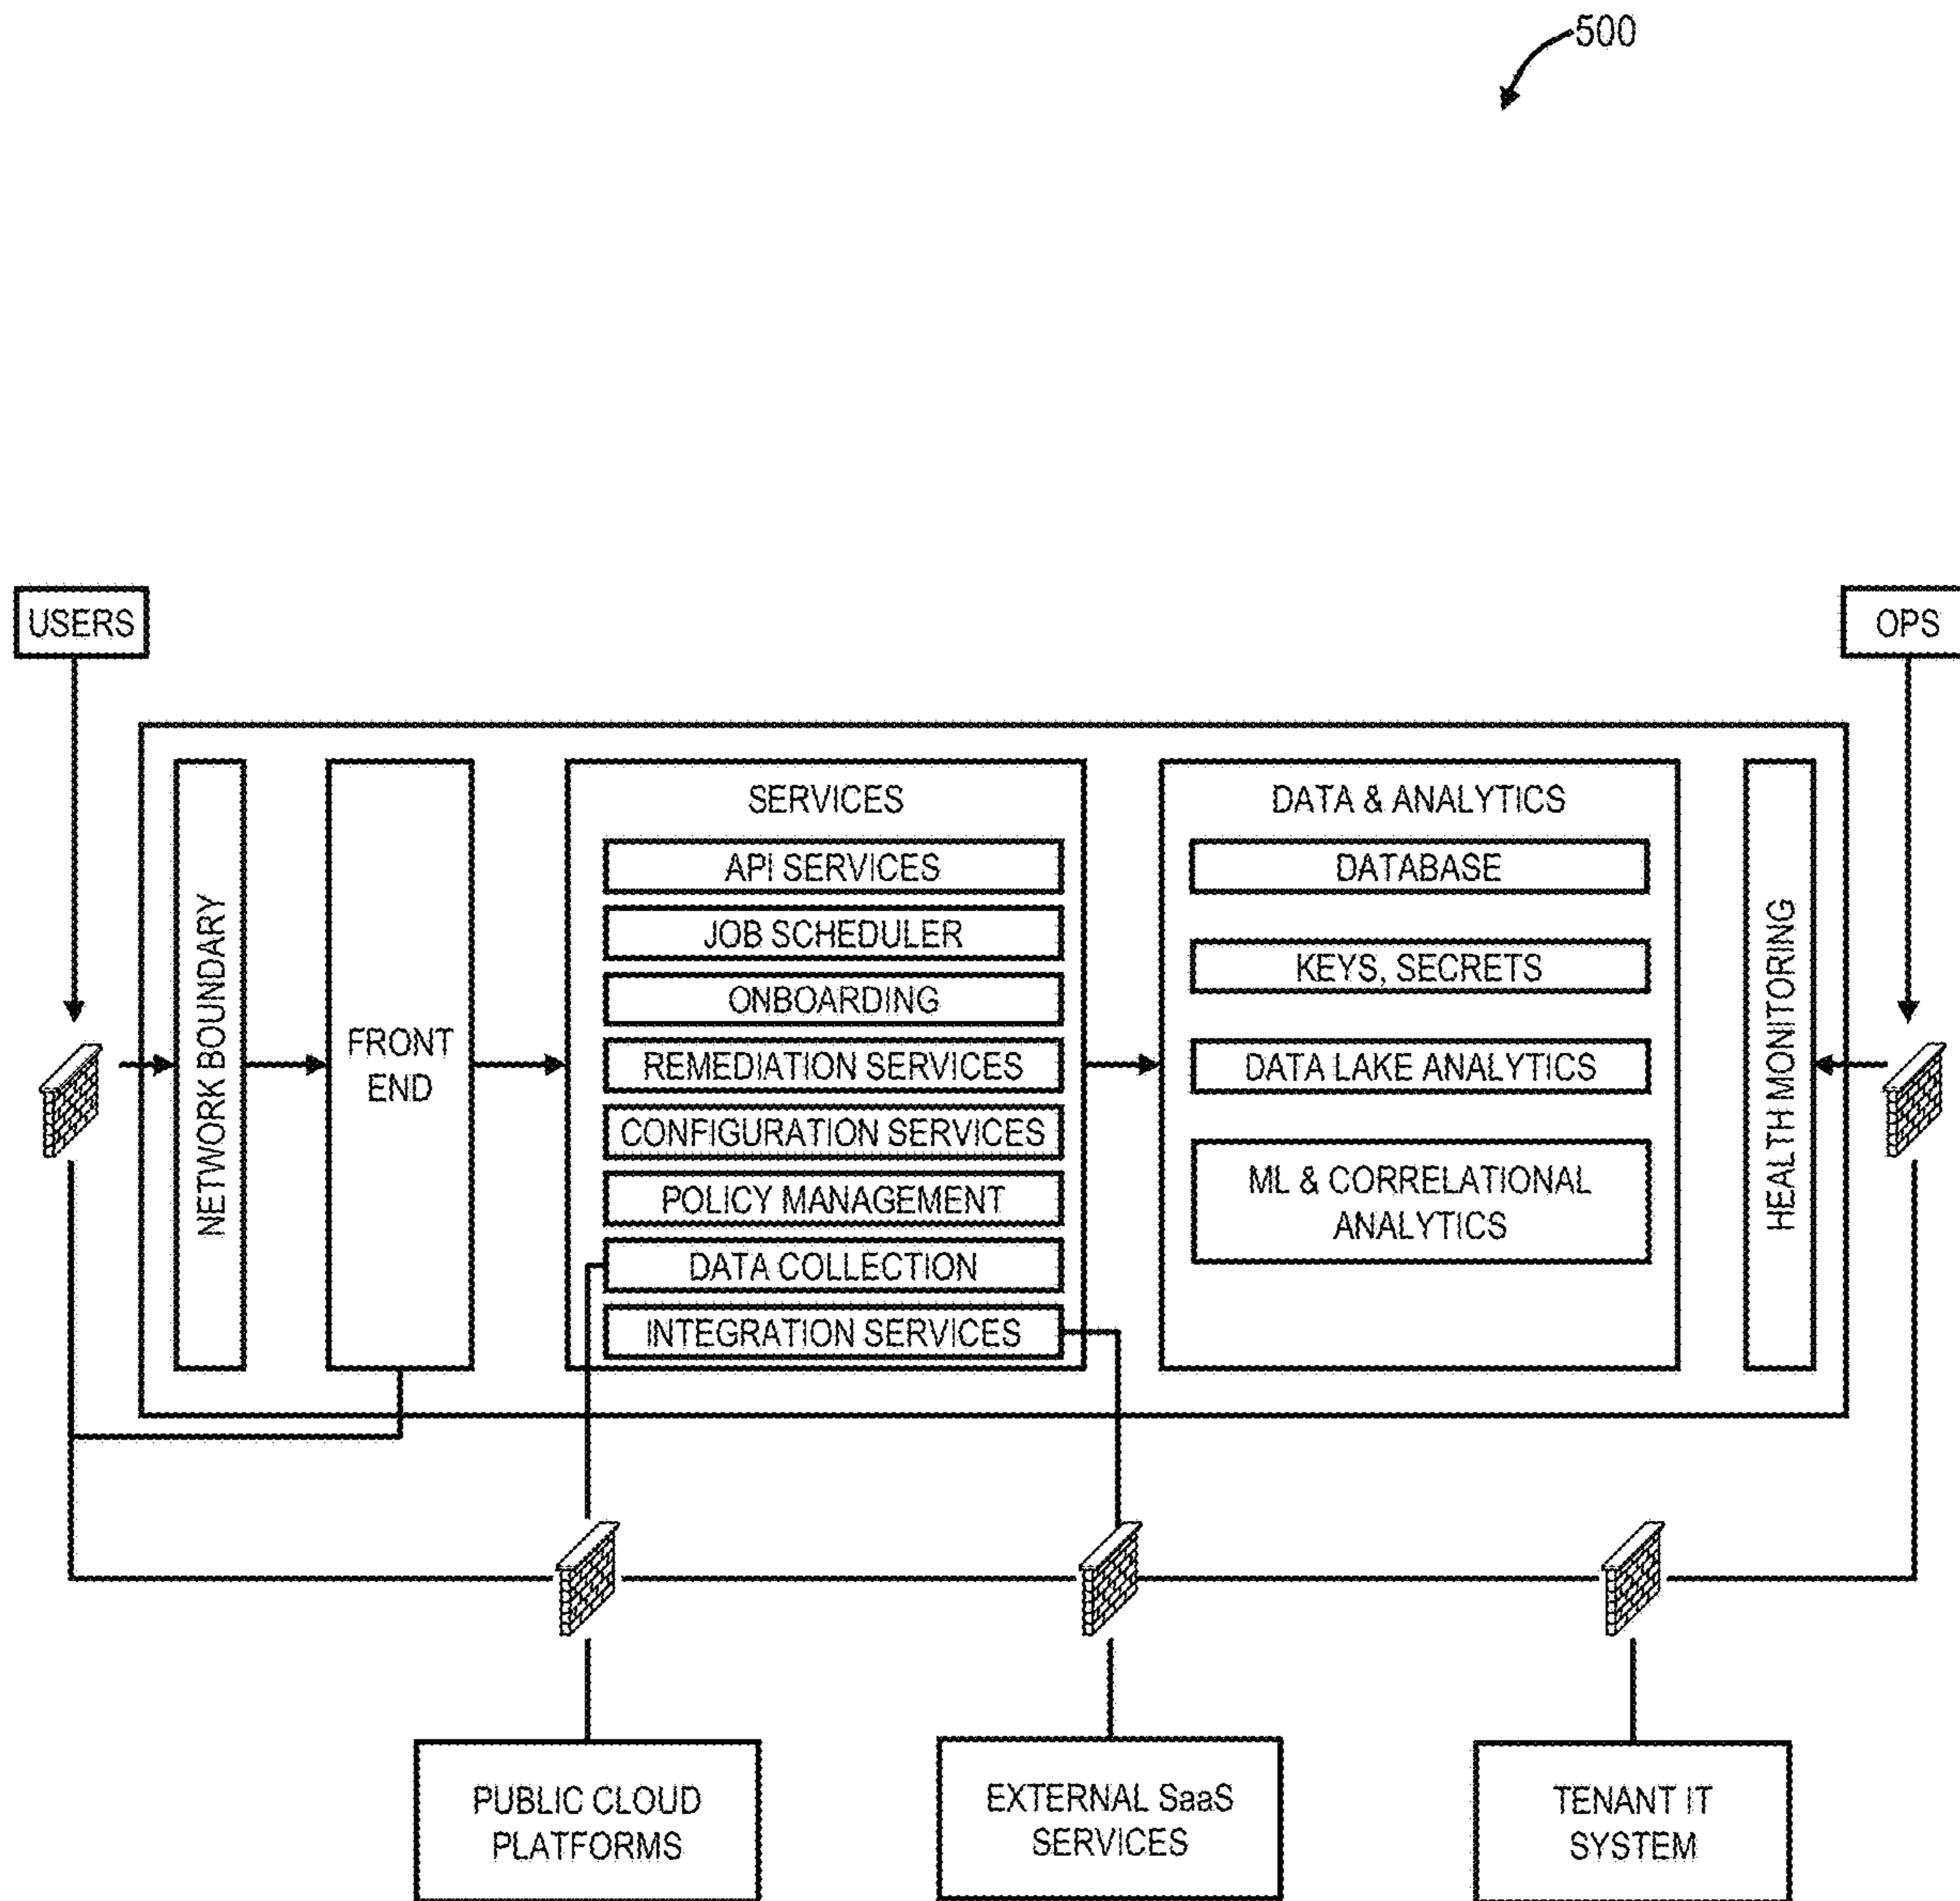 500
USERS
OPS
NETWORK BOUNDARY
FRONT
END
SERVICES
API SERVICES
JOB SCHEDULER
ONBOARDING
REMEDIATION SERVICES
CONFIGURATION SERVICES
POLICY MANAGEMENT
DATA COLLECTION
INTEGRATION SERVICES
DATA & ANALYTICS
DATABASE
KEYS, SECRETS
DATA LAKE ANALYTICS
ML & CORRELATIONAL
ANALYTICS
HEALTH MONITORING
PUBLIC CLOUD
PLATFORMS
EXTERNAL SaaS
SERVICES
TENANT IT
SYSTEM